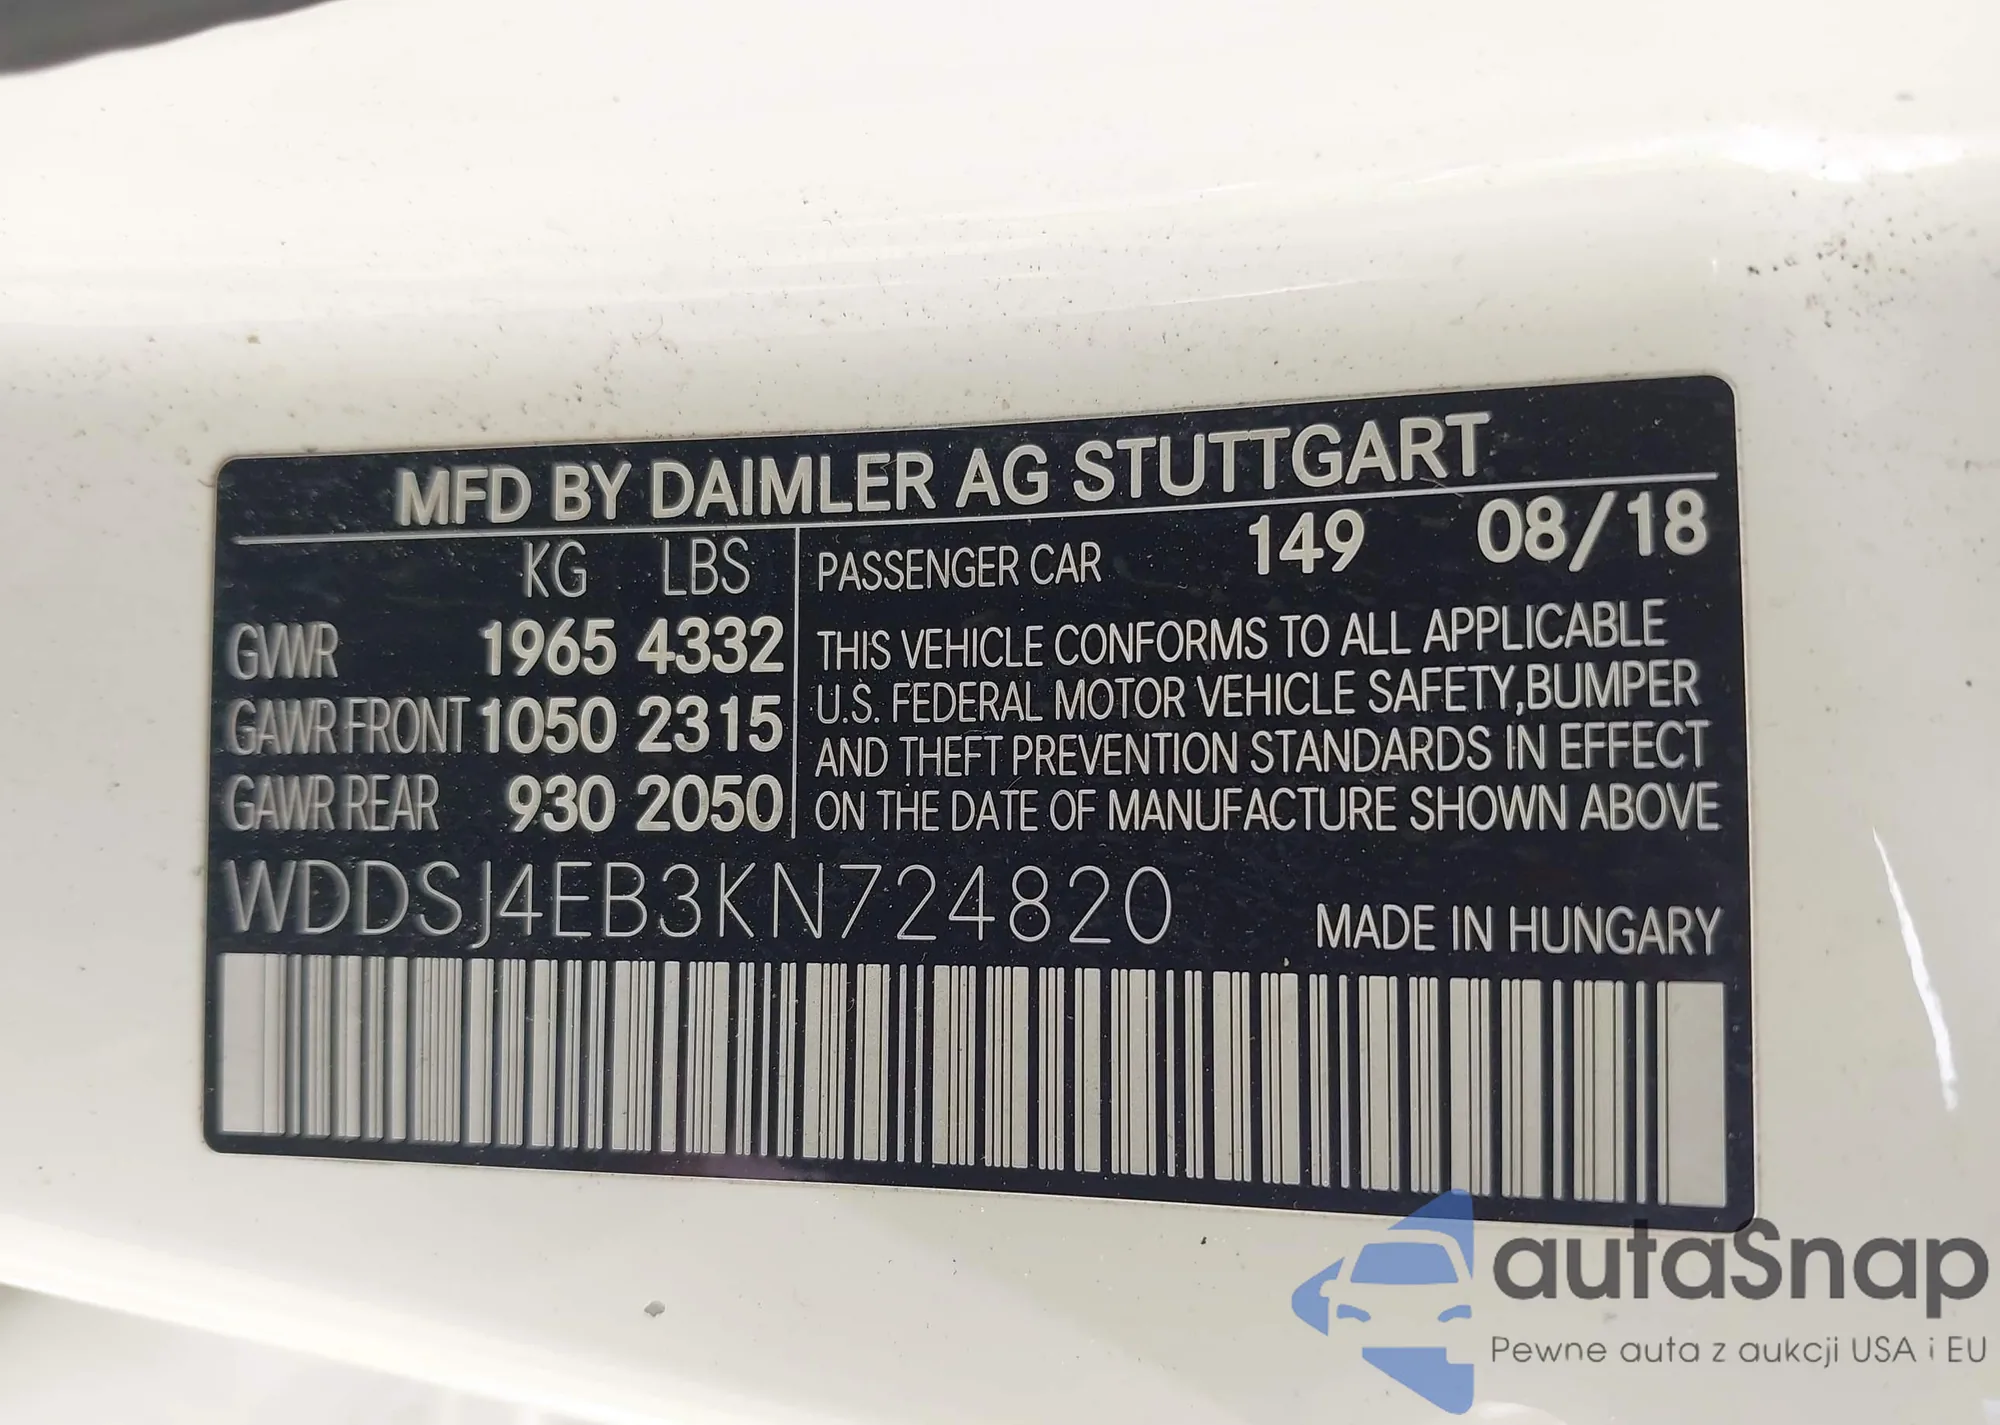 MFD BY DAIMLER AG STUTTGART
KG LBS
GVWR 1965 4332
GAWR FRONT 1050 2315
GAWR REAR 930 2050
PASSENGER CAR 149 08/18
THIS VEHICLE CONFORMS TO ALL APPLICABLE
U.S. FEDERAL MOTOR VEHICLE SAFETY,BUMPER
AND THEFT PREVENTION STANDARDS IN EFFECT
ON THE DATE OF MANUFACTURE SHOWN ABOVE
WDDSJ4EB3KN724820
MADE IN HUNGARY
autaSnap
Pewne auta z aukcji USA i EU